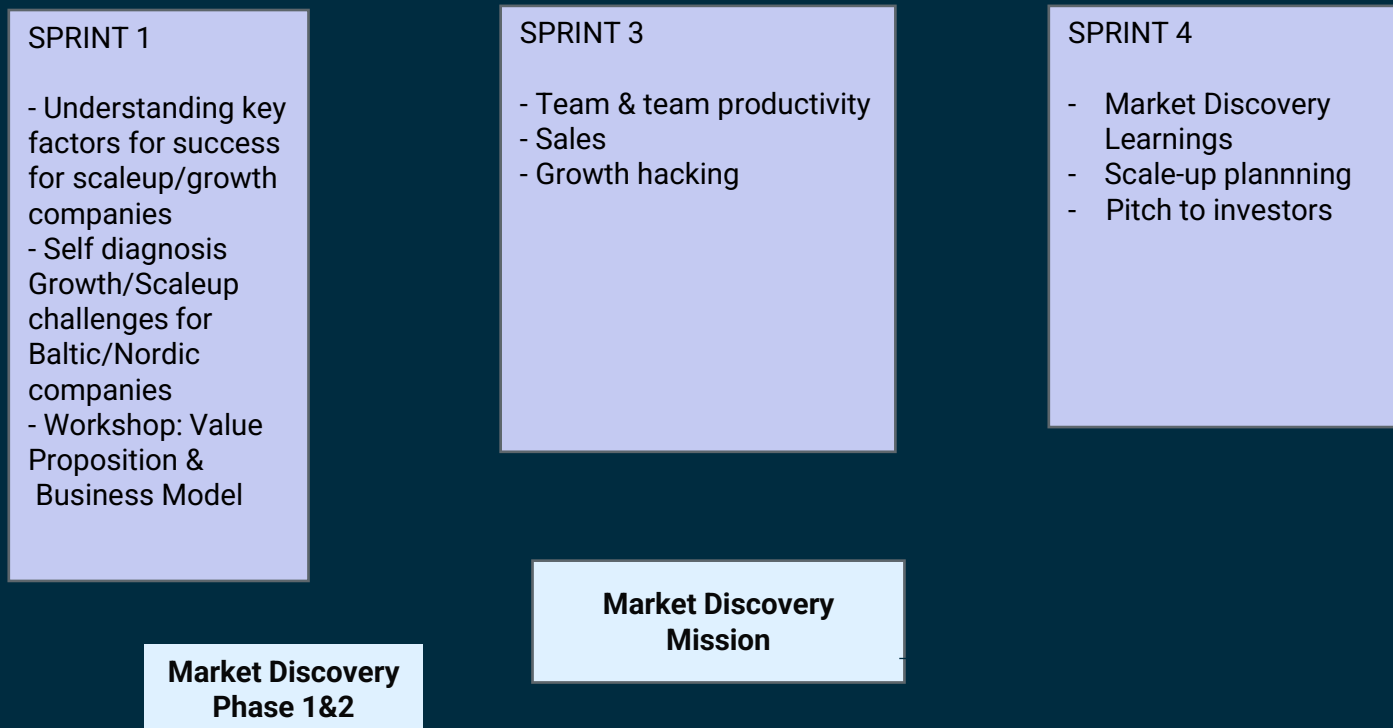 SPRINT 1
- Understanding key
factors for success
for scaleup/growth
companies
- Self diagnosis
Growth/Scaleup
challenges for
Baltic/Nordic
companies
- Workshop: Value
Proposition &
Business Model
SPRINT 3
- Team & team productivity
- Sales
- Growth hacking
SPRINT 4
- Market Discovery
Learnings
- Scale-up plannning
- Pitch to investors
Market Discovery
Mission
-
Market Discovery
Phase 1&2